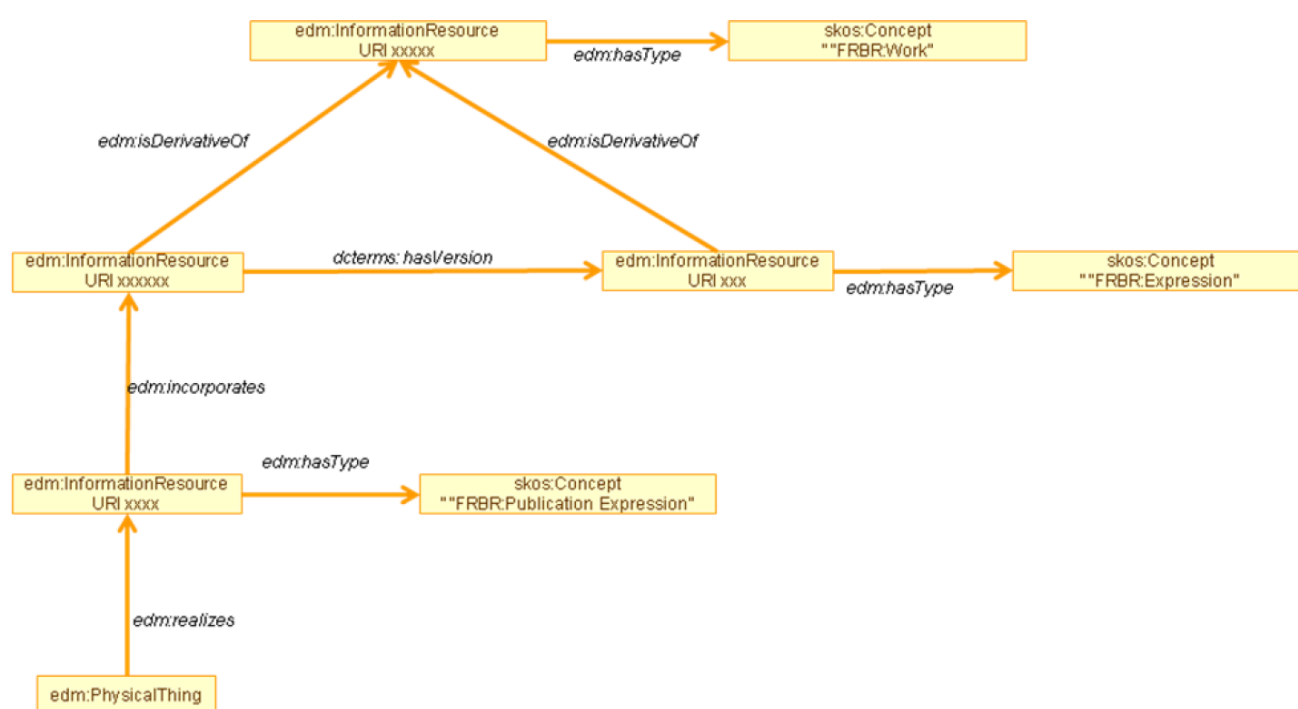 edm:InformationResource
URI xxxxx
edm:hasType
skos:Concept
""FRBR:Work"
edm:isDerivativeOf
edm:isDerivativeOf
edm:InformationResource
URI xxxxxx
dcterms: hasVersion
edm:InformationResource
URI xxx
edm:hasType
skos:Concept
""FRBR:Expression"
edm:incorporates
edm:InformationResource
URI xxxx
edm:hasType
skos:Concept
""FRBR:Publication Expression"
edm:realizes
edm:PhysicalThing